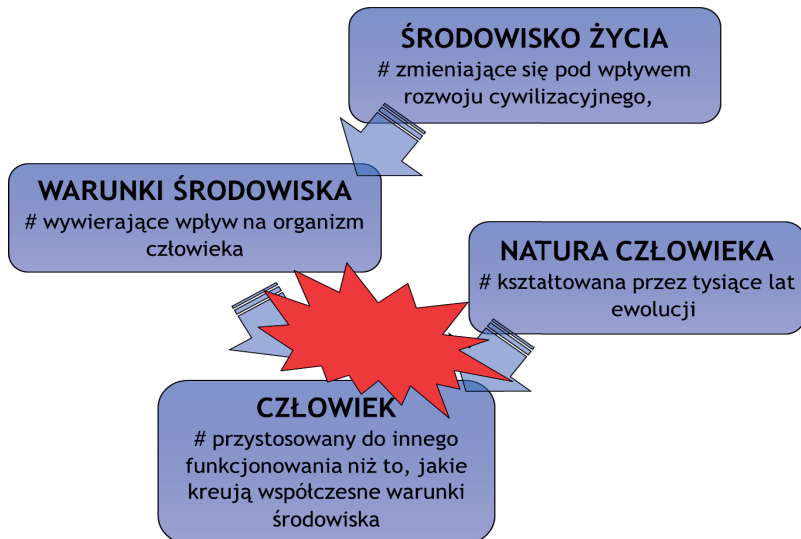 ŚRODOWISKO ŻYCIA
# zmieniające się pod wpływem
rozwoju cywilizacyjnego,
WARUNKI ŚRODOWISKA
# wywierające wpływ na organizm
człowieka
NATURA CZŁOWIEKA
# kształtowana przez tysiące lat
ewolucji
CZŁOWIEK
# przystosowany do innego
funkcjonowania niż to, jakie
kreują współczesne warunki
środowiska